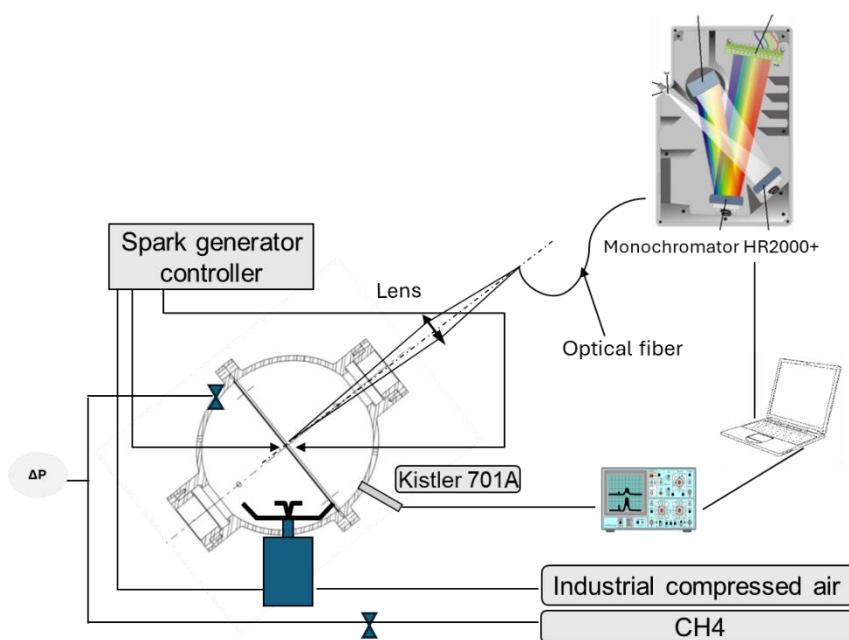 Monochromator HR2000+
Spark generator
controller
Lens
Optical fiber
ΔP
Kistler 701A
Industrial compressed air
CH4